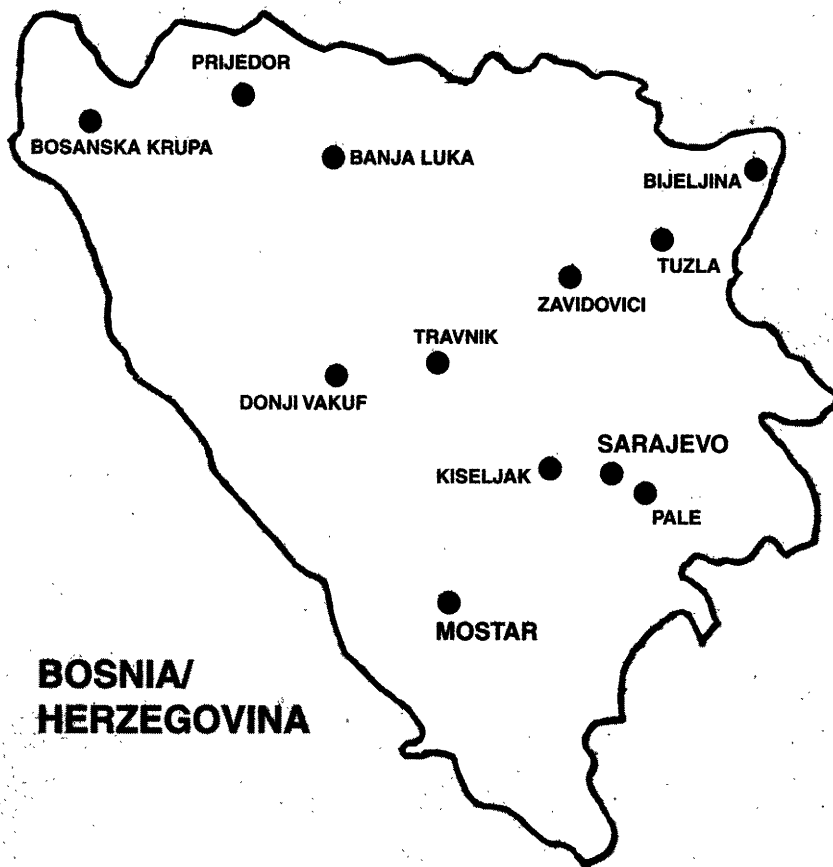 PRIJEDOR
BOSANSKA KRUPA
BANJA LUKA
BIJELJINA
TUZLA
ZAVIDOVICI
TRAVNIK
DONJI VAKUF
SARAJEVO
KISELJAK
PALE
MOSTAR
BOSNIA/
HERZEGOVINA